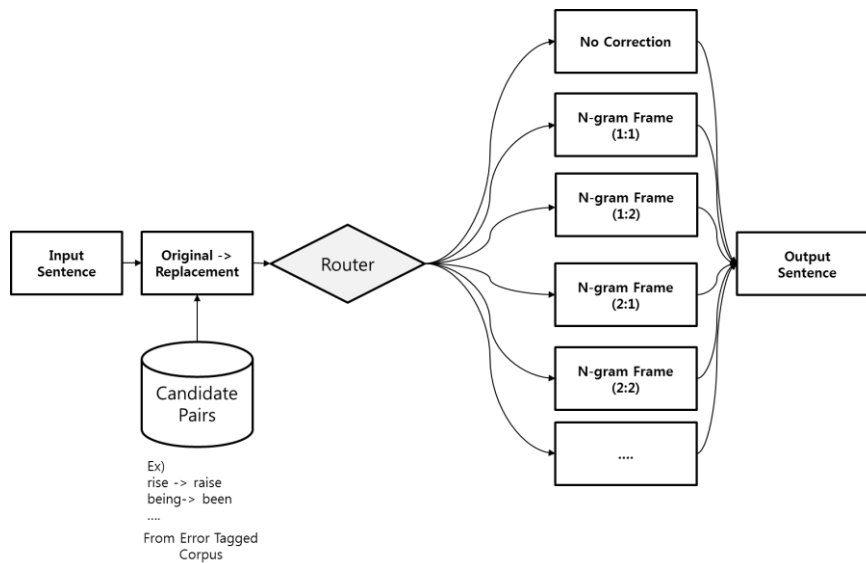 No Correction
N-gram Frame
(1:1)
N-gram Frame
(1:2)
Input
Sentence
Original ->
Replacement
Router
N-gram Frame
(2:1)
Output
Sentence
N-gram Frame
(2:2)
Candidate
Pairs
....
Ex)
rise -> raise
being-> been
....
From Error Tagged
Corpus